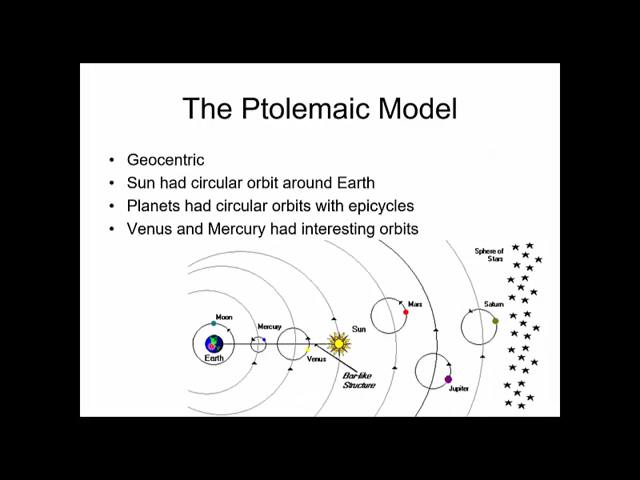 The Ptolemaic Model
• Geocentric
• Sun had circular orbit around Earth
• Planets had circular orbits with epicycles
• Venus and Mercury had interesting orbits
Sphere of
Stars
Mars
Saturn
Moon
Mercury
Sun
Earth
Venus
Bar-like
Structure
Jupiter